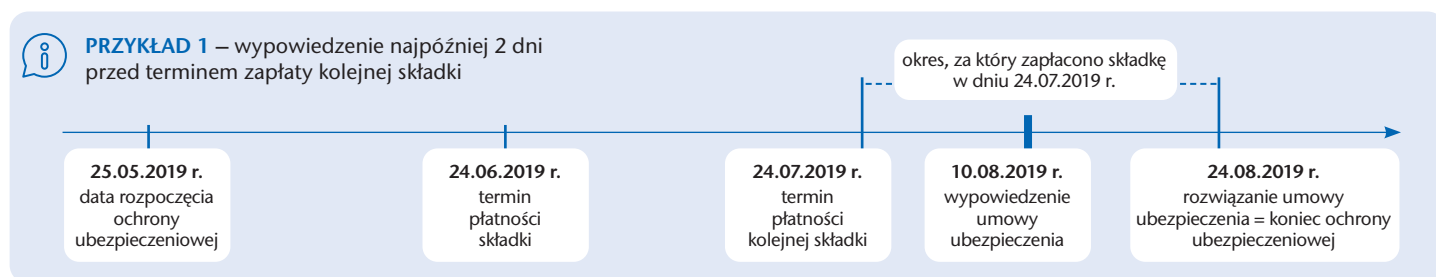 PRZYKŁAD 1 – wypowiedzenie najpóźniej 2 dni
przed terminem zapłaty kolejnej składki
okres, za który zapłacono składkę
w dniu 24.07.2019 r.
25.05.2019 r.
data rozpoczęcia
ochrony
ubezpieczeniowej
24.06.2019 r.
termin
płatności
składki
24.07.2019 r.
termin
płatności
kolejnej składki
10.08.2019 r.
wypowiedzenie
umowy
ubezpieczenia
24.08.2019 r.
rozwiązanie umowy
ubezpieczenia = koniec ochrony
ubezpieczeniowej